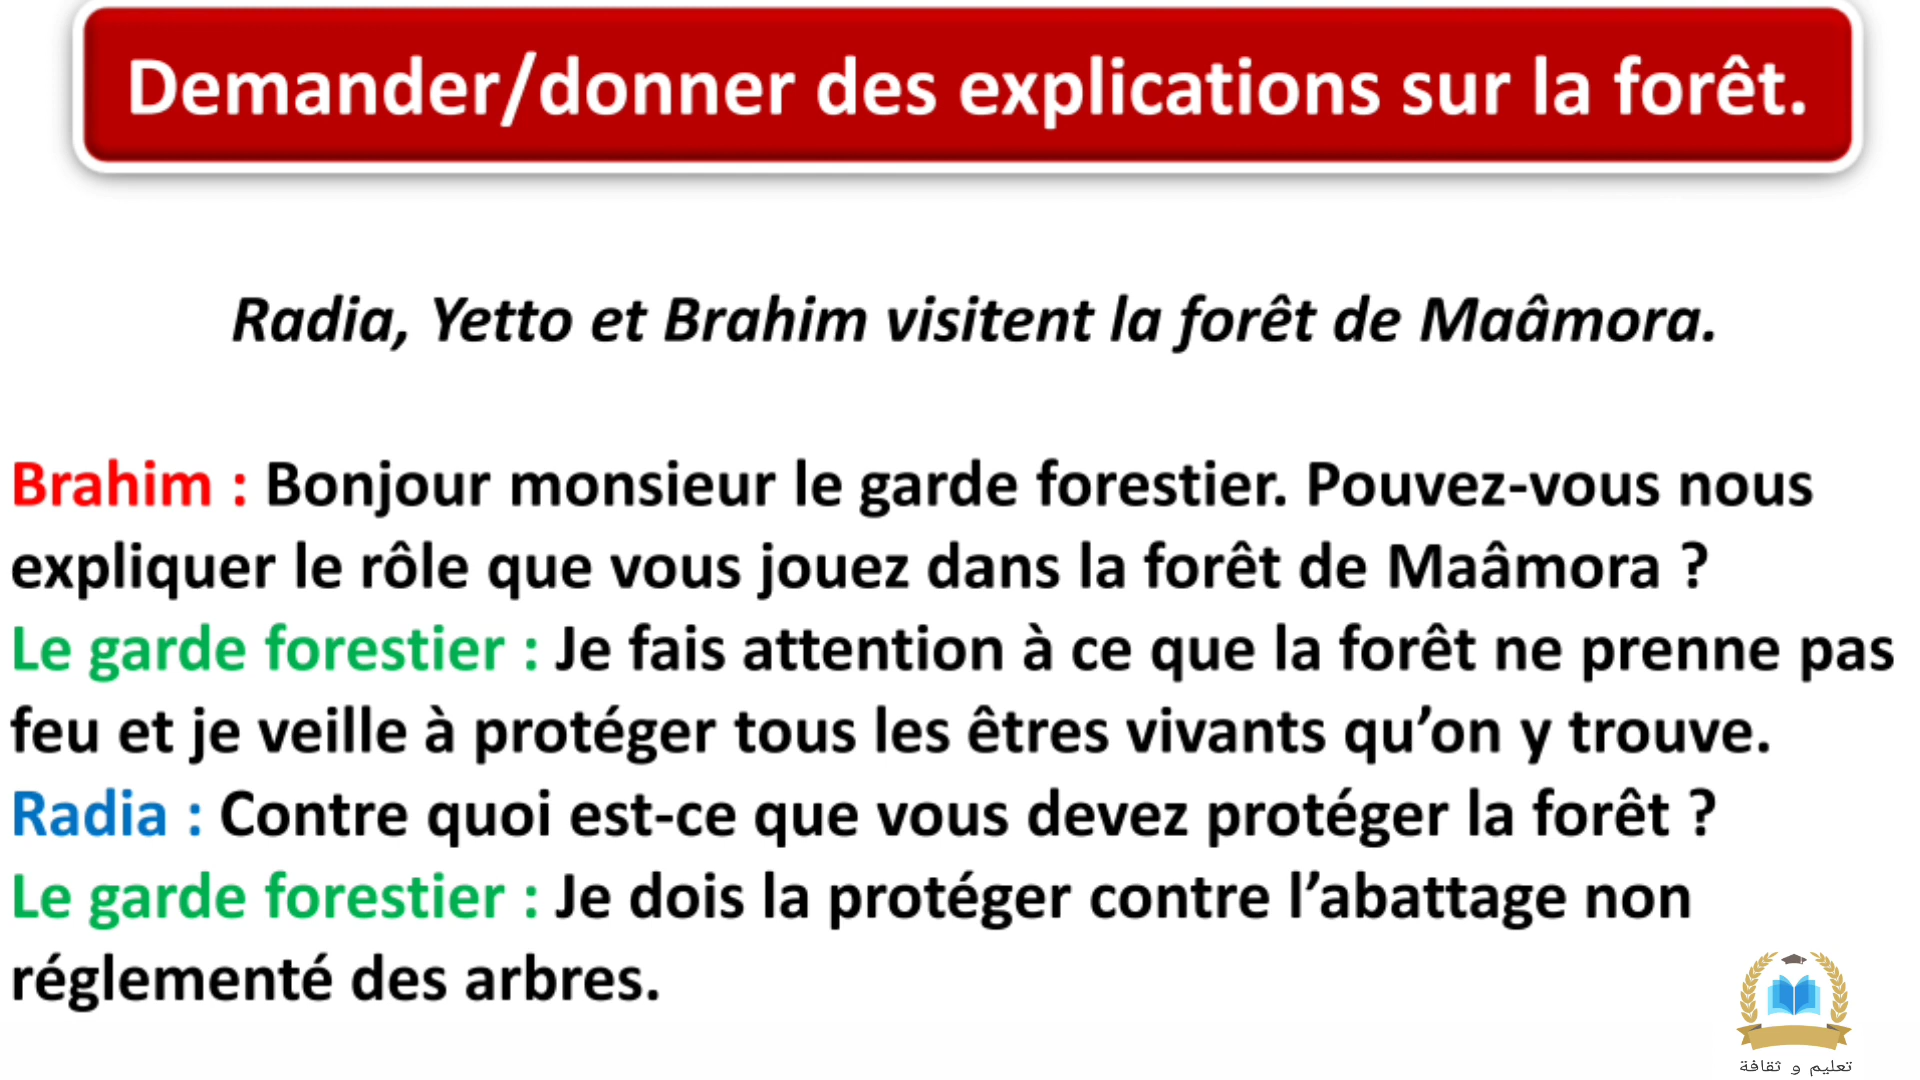 Demander/donner des explications sur la forêt.
Radia, Yetto et Brahim visitent la forêt de Maâmora.
Brahim : Bonjour monsieur le garde forestier. Pouvez-vous nous
expliquer le rôle que vous jouez dans la forêt de Maâmora ?
Le garde forestier : Je fais attention à ce que la forêt ne prenne pas
feu et je veille à protéger tous les êtres vivants qu’on y trouve.
Radia : Contre quoi est-ce que vous devez protéger la forêt ?
Le garde forestier : Je dois la protéger contre l’abattage non
réglementé des arbres.
تعليم و ثقافة